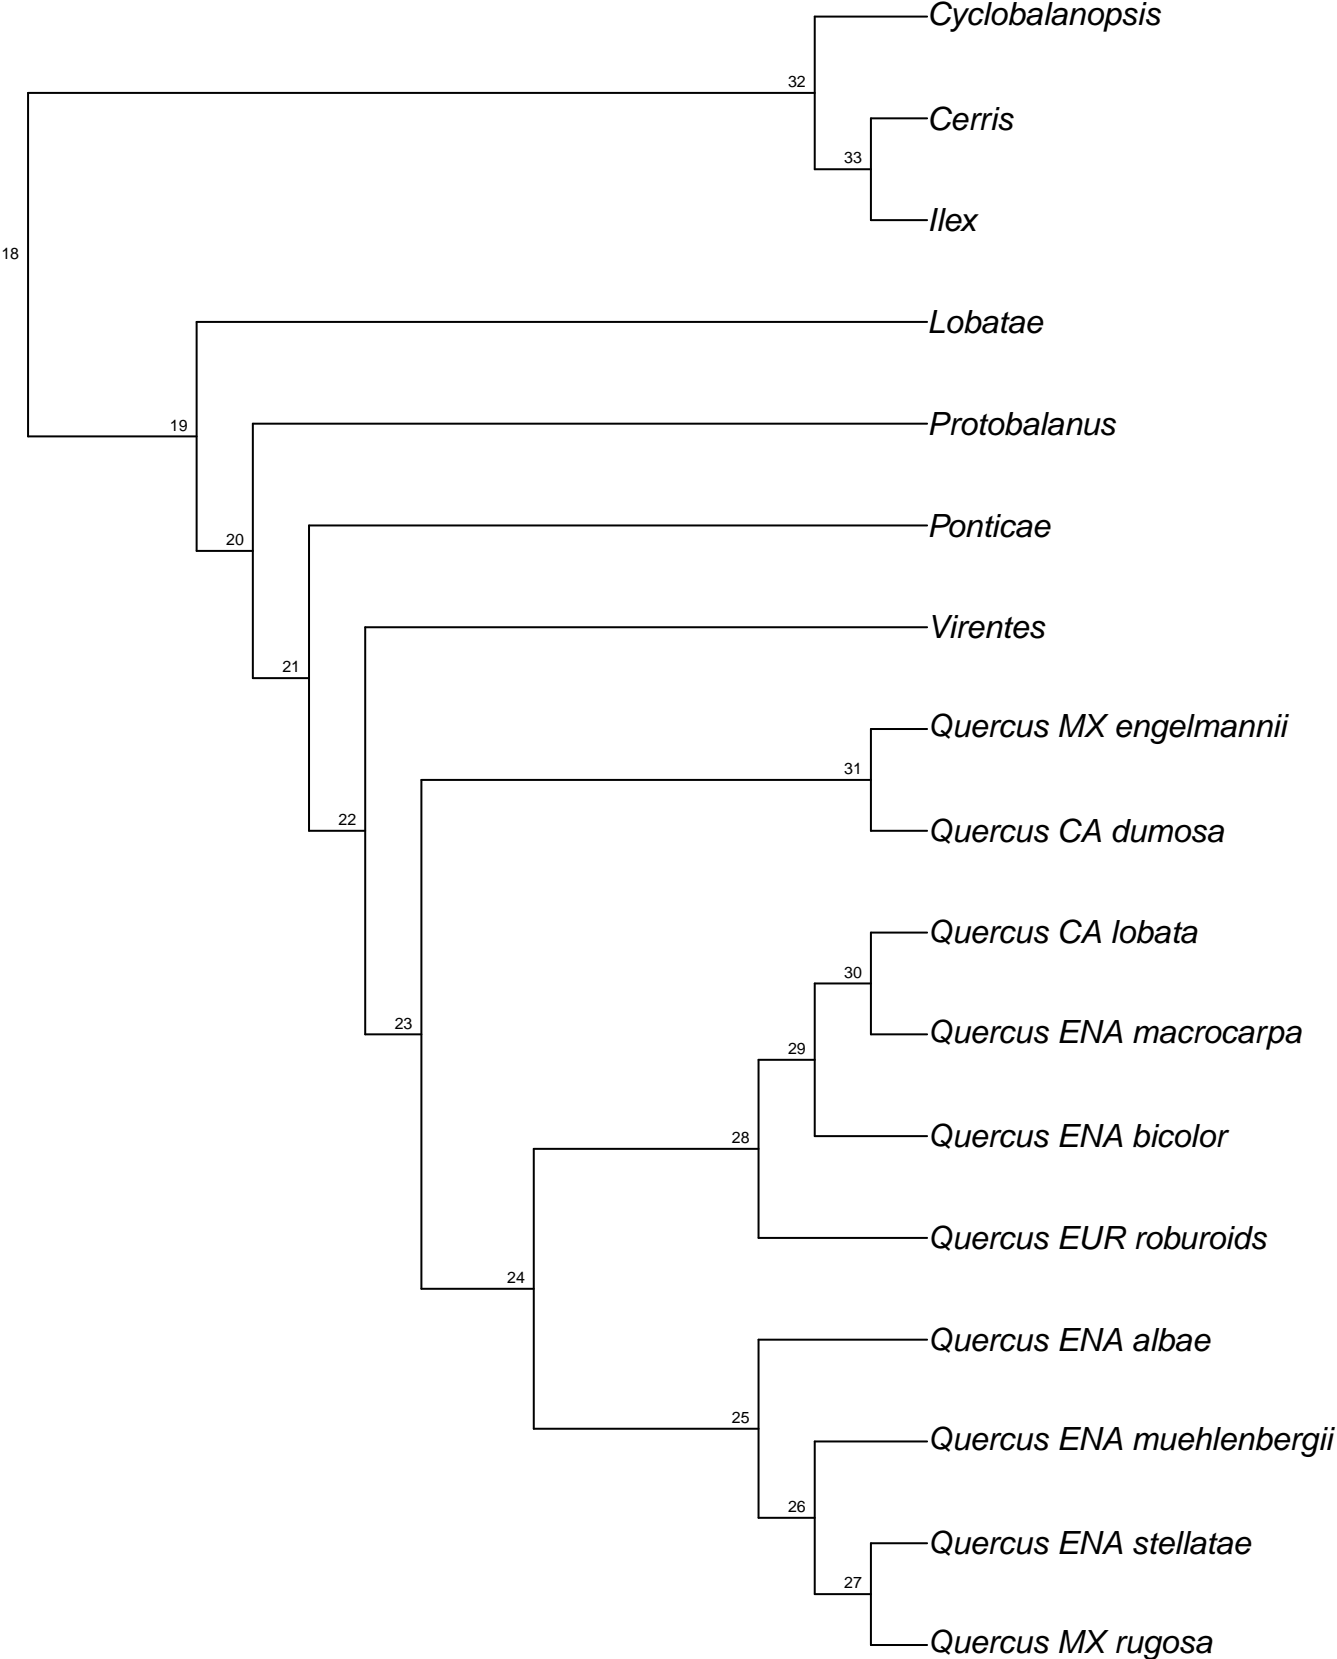 Cyclobalanopsis
32
Cerris
33
Ilex
18
Lobatae
19
Protobalanus
Ponticae
20
Virentes
21
Quercus MX engelmannii
31
22
Quercus CA dumosa
Quercus CA lobata
30
23
Quercus ENA macrocarpa
29
28
Quercus ENA bicolor
Quercus EUR roburoids
24
Quercus ENA albae
25
Quercus ENA muehlenbergii
26
Quercus ENA stellatae
27
Quercus MX rugosa